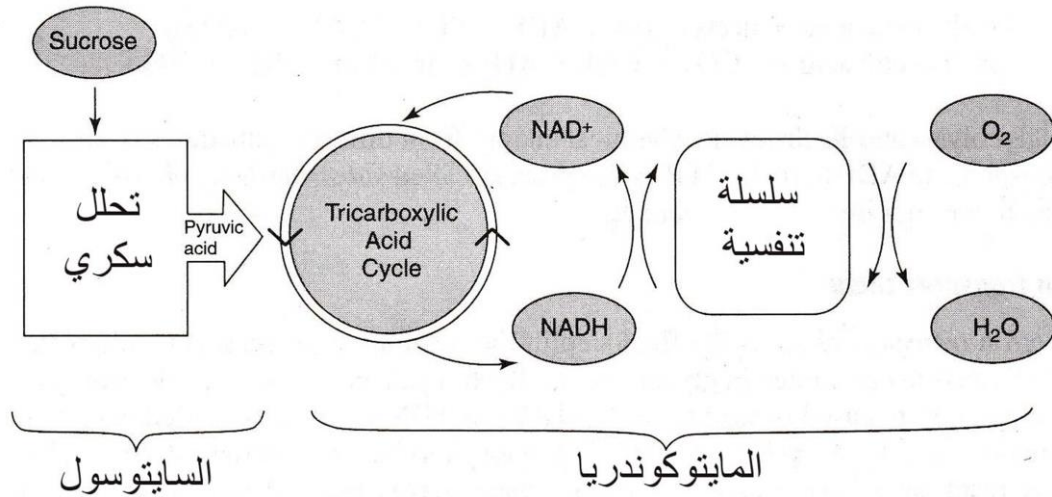 Sucrose
تحلل
سكري
Pyruvic
acid
Tricarboxylic
Acid
Cycle
NAD⁺
NADH
سلسلة
تنفسية
O₂
H₂O
السايتوسول
المايتوكوندريا